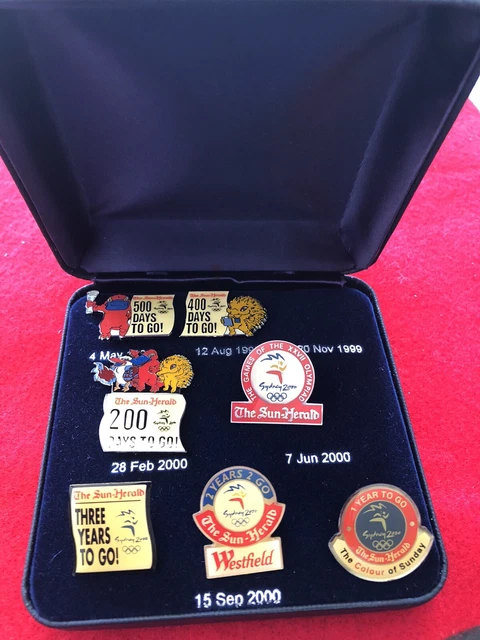 The Sun-Herald
500
DAYS
TO GO!
The Sun-Herald
400
DAYS
TO GO!
4 May
12 Aug 199
20 Nov 1999
THE GAMES OF THE XXVII OLYMPIAD
Sydney 2000
The Sun-Herald
The Sun-Herald
200
DAYS TO GO!
28 Feb 2000
7 Jun 2000
The Sun-Herald
THREE
YEARS
TO GO!
Sydney 2000
2 YEARS 2 GO
Sydney 2000
The Sun-Herald
Westfield
1 YEAR TO GO
Sydney 2000
The Sun-Herald
The Colour of Sunday
15 Sep 2000